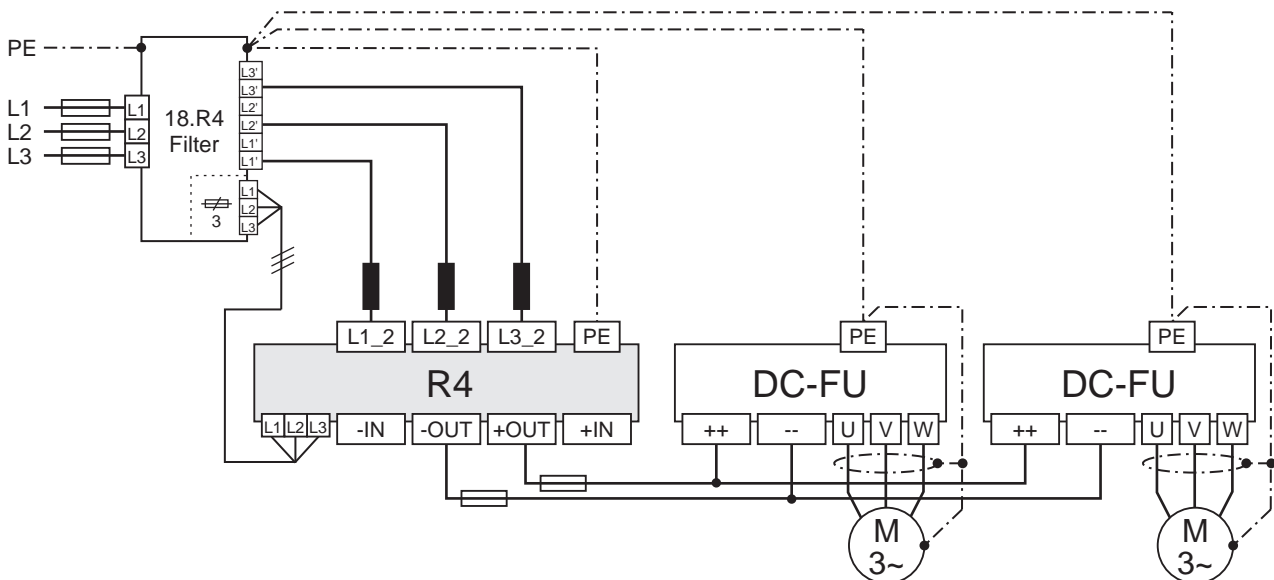 PE
L3'
L3'
L1 L1 18.R4 L2'
L2 L2 Filter L2'
L1'
L3 L3 L1'
L1
L2
3 L3
L1_2 L2_2 L3_2 PE PE PE
R4 DC-FU DC-FU
L1 L2 L3 -IN -OUT +OUT +IN ++ -- U V W ++ -- U V W
M M
3~ 3~